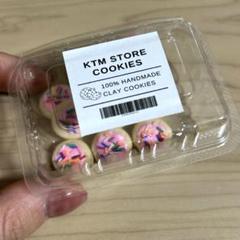 KTM STORE
COOKIES
100% HANDMADE
CLAY COOKIES